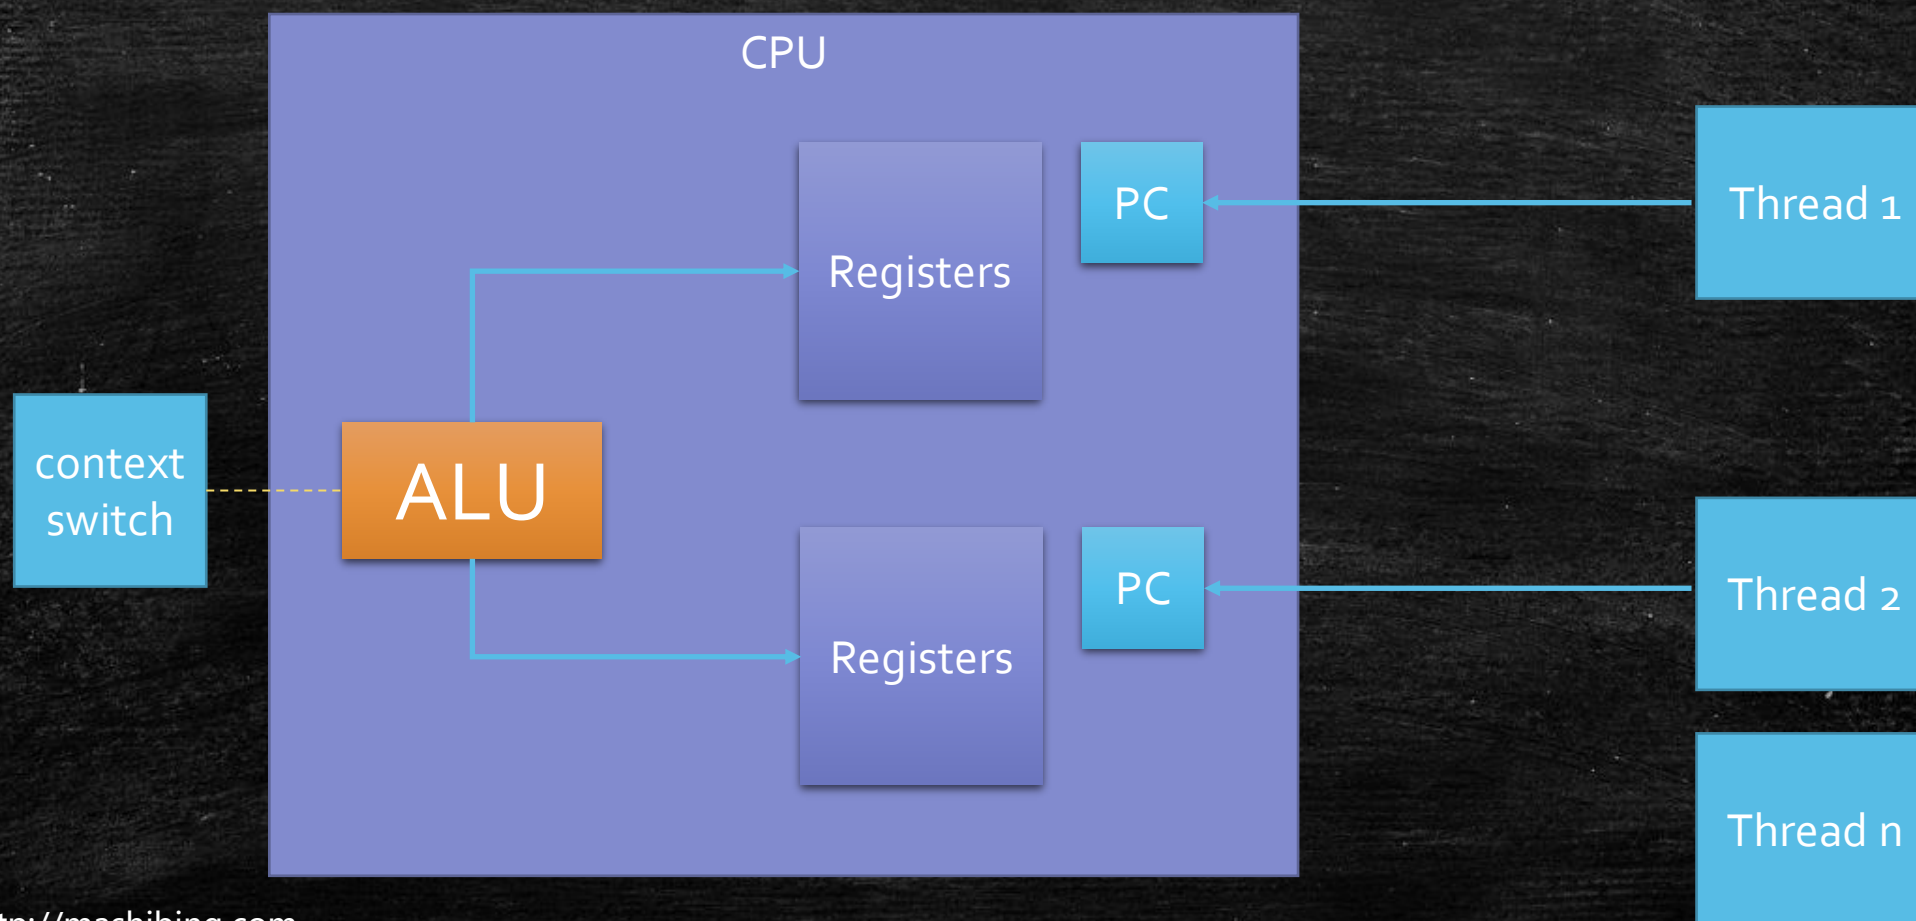 CPU
PC
Thread 1
Registers
context
switch
ALU
PC
Thread 2
Registers
Thread n